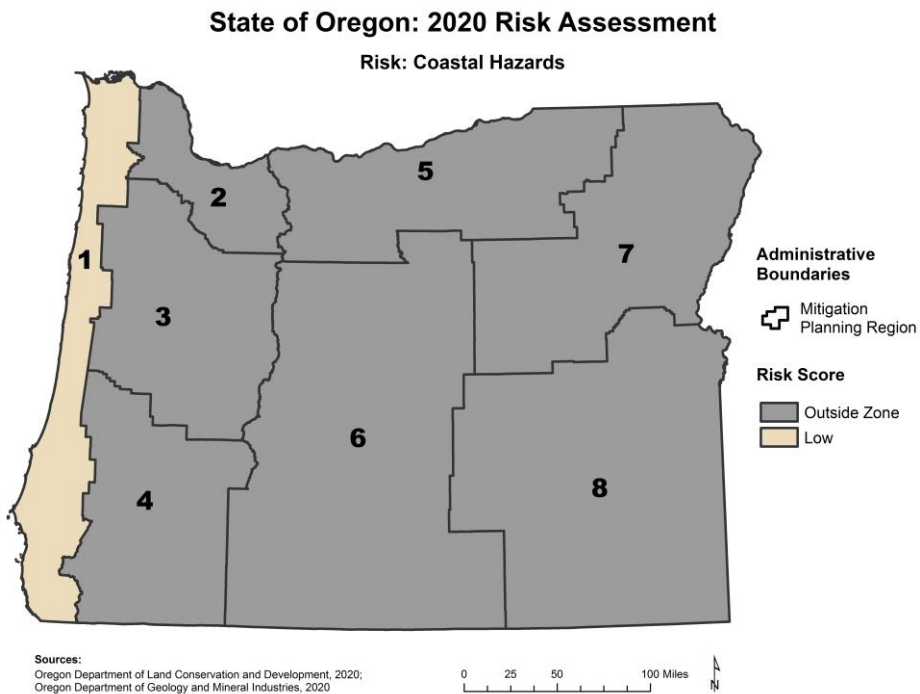 State of Oregon: 2020 Risk Assessment
Risk: Coastal Hazards
1
2
3
4
5
6
7
8
Administrative
Boundaries
Mitigation
Planning Region
Risk Score
Outside Zone
Low
Sources:
Oregon Department of Land Conservation and Development, 2020;
Oregon Department of Geology and Mineral Industries, 2020
0 25 50 100 Miles
N